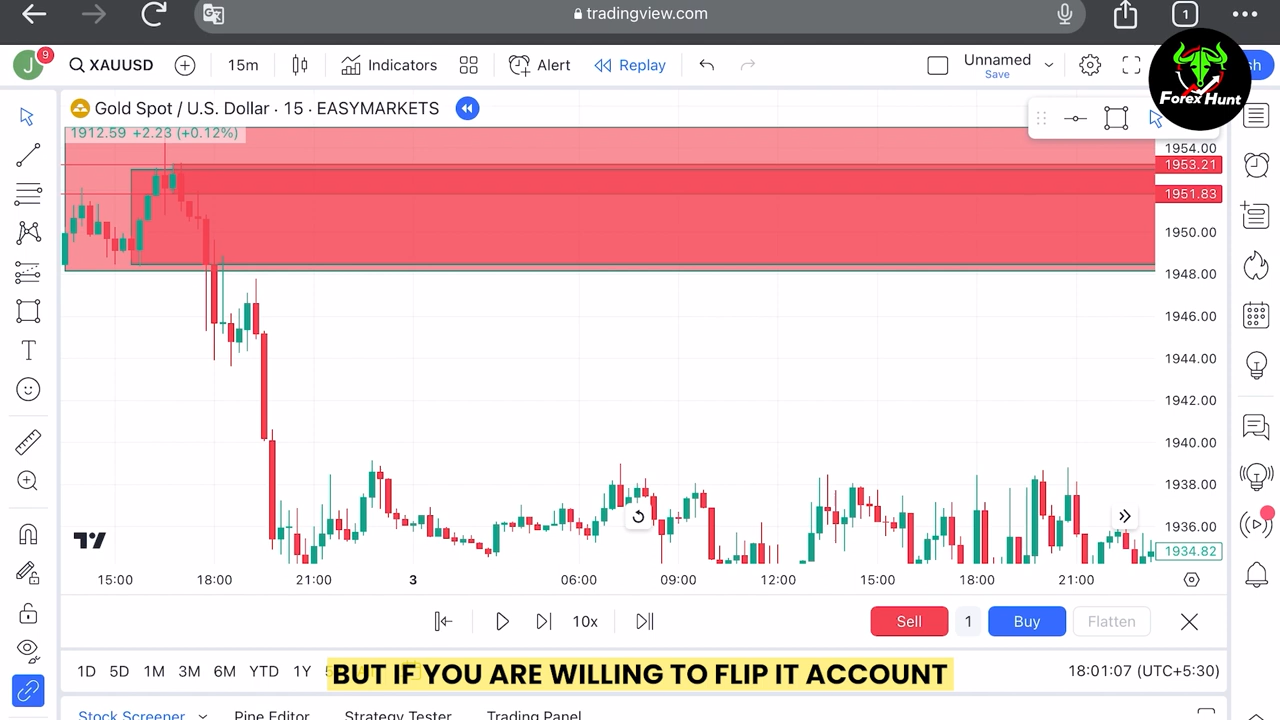 tradingview.com
1
J
9
XAUUSD
15m
Indicators
Alert
Replay
Unnamed
Save
sh
Forex Hunt
Gold Spot / U.S. Dollar · 15 · EASYMARKETS
1912.59 +2.23 (+0.12%)
1954.00
1953.21
1951.83
1950.00
1948.00
1946.00
1944.00
1942.00
1940.00
1938.00
1936.00
1934.82
15:00
18:00
21:00
3
06:00
09:00
12:00
15:00
18:00
21:00
10x
Sell
1
Buy
Flatten
1D
5D
1M
3M
6M
YTD
1Y
BUT IF YOU ARE WILLING TO FLIP IT ACCOUNT
18:01:07 (UTC+5:30)
Stock Screener
Pine Editor
Strategy Tester
Trading Panel